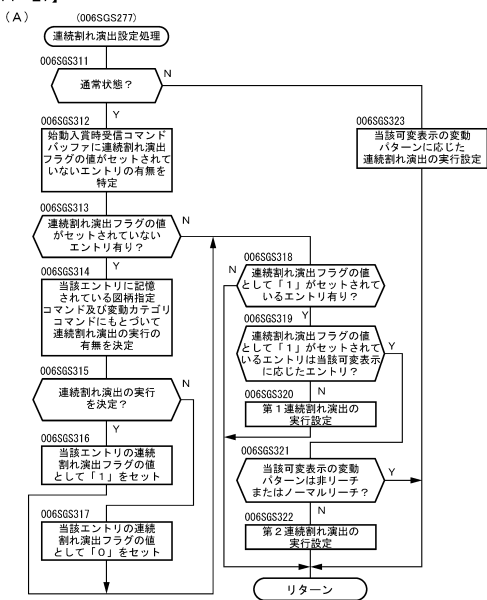 （A）
(006SGS277)
連続割れ演出設定処理
006SGS311
通常状態？
N
Y
006SGS312
始動入賞時受信コマンド
バッファに連続割れ演出
フラグの値がセットされて
いないエントリの有無を
特定
006SGS323
当該可変表示の変動
パターンに応じた
連続割れ演出の実行設定
006SGS313
連続割れ演出フラグの値
がセットされていない
エントリ有り？
N
Y
006SGS314
当該エントリに記憶
されている図柄指定
コマンド及び変動カテゴリ
コマンドにもとづいて
連続割れ演出の実行の
有無を決定
006SGS315
連続割れ演出の実行
を決定？
N
Y
006SGS316
当該エントリの連続
割れ演出フラグの値
として「１」をセット
006SGS317
当該エントリの連続
割れ演出フラグの値
として「０」をセット
006SGS318
N
連続割れ演出フラグの値
として「１」がセットされて
いるエントリ有り？
006SGS319
Y
連続割れ演出フラグの値
として「１」がセットされて
いるエントリは当該可変表示
に応じたエントリ？
Y
006SGS320
N
第１連続割れ演出の
実行設定
006SGS321
当該可変表示の変動
パターンは非リーチ
またはノーマルリーチ？
Y
N
006SGS322
第２連続割れ演出の
実行設定
リターン